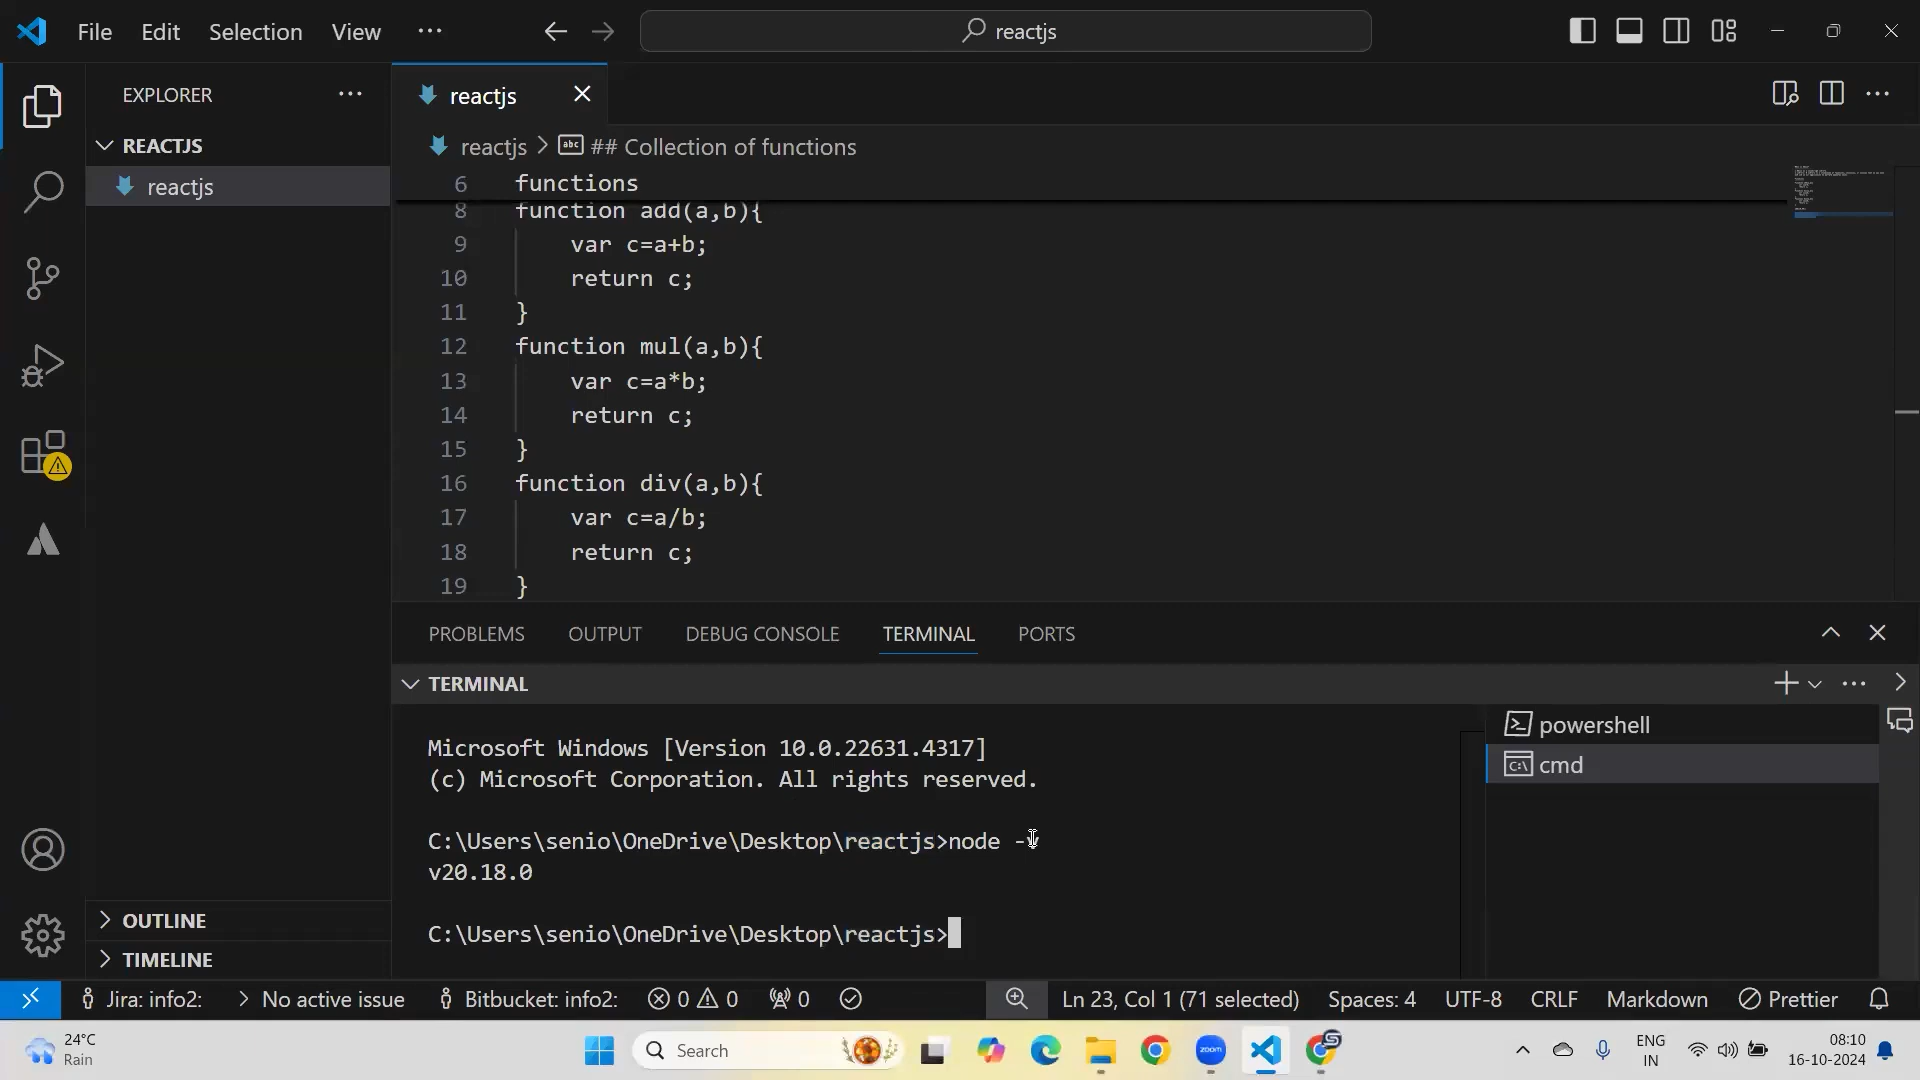 File Edit Selection View ...
reactjs
EXPLORER ...
REACTJS
reactjs
reactjs
reactjs > ## Collection of functions
6 functions
8 function add(a,b){
9 var c=a+b;
10 return c;
11 }
12 function mul(a,b){
13 var c=a*b;
14 return c;
15 }
16 function div(a,b){
17 var c=a/b;
18 return c;
19 }
PROBLEMS OUTPUT DEBUG CONSOLE TERMINAL PORTS
TERMINAL
powershell
cmd
Microsoft Windows [Version 10.0.22631.4317]
(c) Microsoft Corporation. All rights reserved.
C:\Users\senio\OneDrive\Desktop\reactjs>node -v
v20.18.0
C:\Users\senio\OneDrive\Desktop\reactjs>
OUTLINE
TIMELINE
Jira: info2: > No active issue Bitbucket: info2: 0 0 0 Ln 23, Col 1 (71 selected) Spaces: 4 UTF-8 CRLF Markdown Prettier
24°C
Rain
Search
zoom
ENG
IN
08:10
16-10-2024